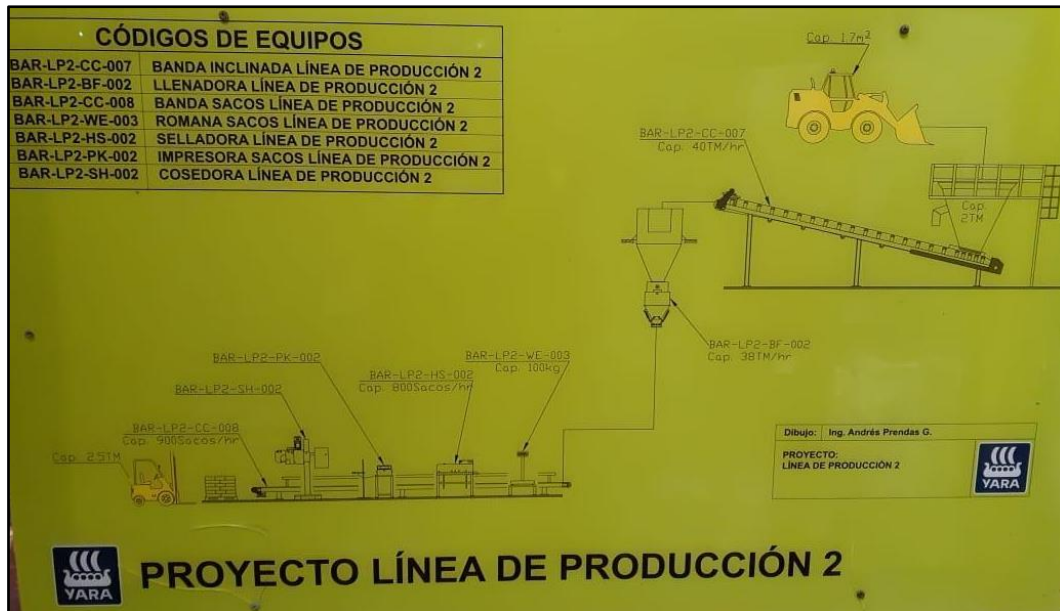 CÓDIGOS DE EQUIPOS
BAR-LP2-CC-007 BANDA INCLINADA LÍNEA DE PRODUCCIÓN 2
BAR-LP2-BF-002 LLENADORA LÍNEA DE PRODUCCIÓN 2
BAR-LP2-CC-008 BANDA SACOS LÍNEA DE PRODUCCIÓN 2
BAR-LP2-WE-003 ROMANA SACOS LÍNEA DE PRODUCCIÓN 2
BAR-LP2-HS-002 SELLADORA LÍNEA DE PRODUCCIÓN 2
BAR-LP2-PK-002 IMPRESORA SACOS LÍNEA DE PRODUCCIÓN 2
BAR-LP2-SH-002 COSEDORA LÍNEA DE PRODUCCIÓN 2
Cap. 1.7m²
BAR-LP2-CC-007
Cap. 40TM/hr
Cap.
2TM
BAR-LP2-BF-002
Cap. 38TM/hr
BAR-LP2-WE-003
Cap. 100kg
BAR-LP2-PK-002
BAR-LP2-HS-002
Cap. 800Sacos/hr
BAR-LP2-SH-002
BAR-LP2-CC-008
Cap. 900Sacos/hr
Cap. 2.5TM
Dibujo: Ing. Andrés Prendas G.
PROYECTO:
LÍNEA DE PRODUCCIÓN 2
YARA
YARA
PROYECTO LÍNEA DE PRODUCCIÓN 2